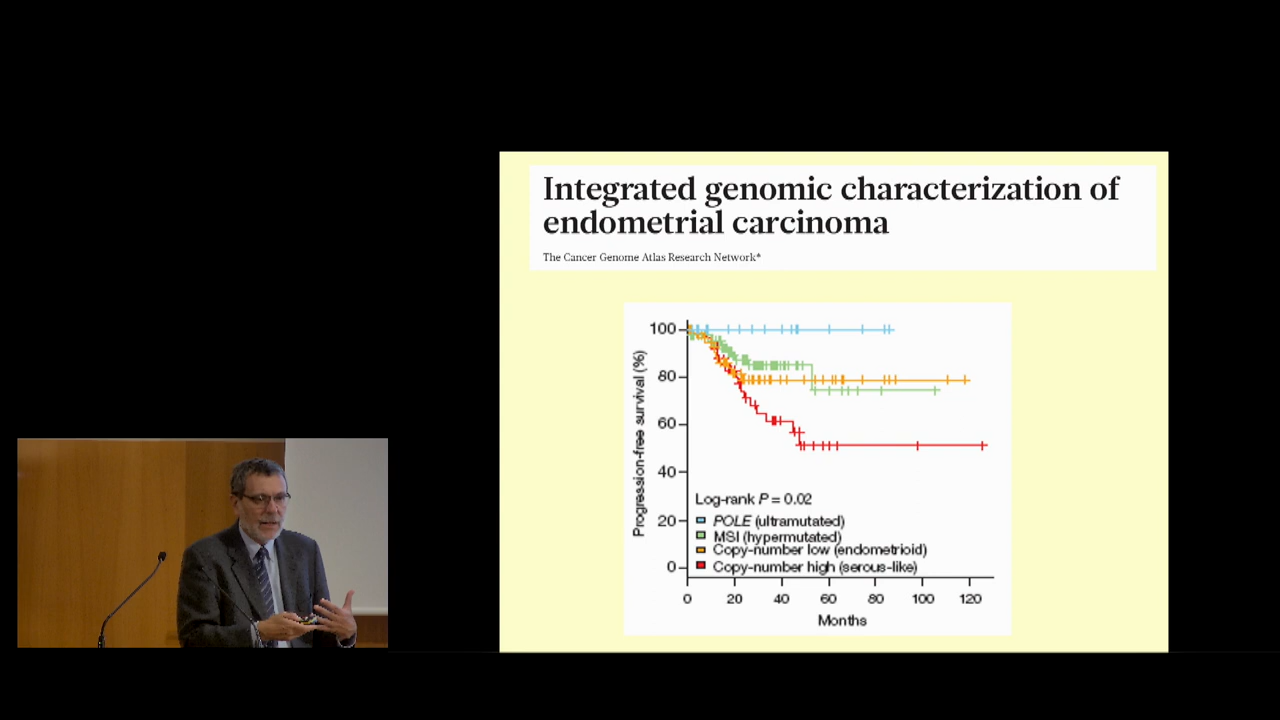 Integrated genomic characterization of
endometrial carcinoma
The Cancer Genome Atlas Research Network*
100
80
60
40
20
0
Progression-free survival (%)
Log-rank P = 0.02
POLE (ultramutated)
MSI (hypermutated)
Copy-number low (endometrioid)
Copy-number high (serous-like)
0 20 40 60 80 100 120
Months